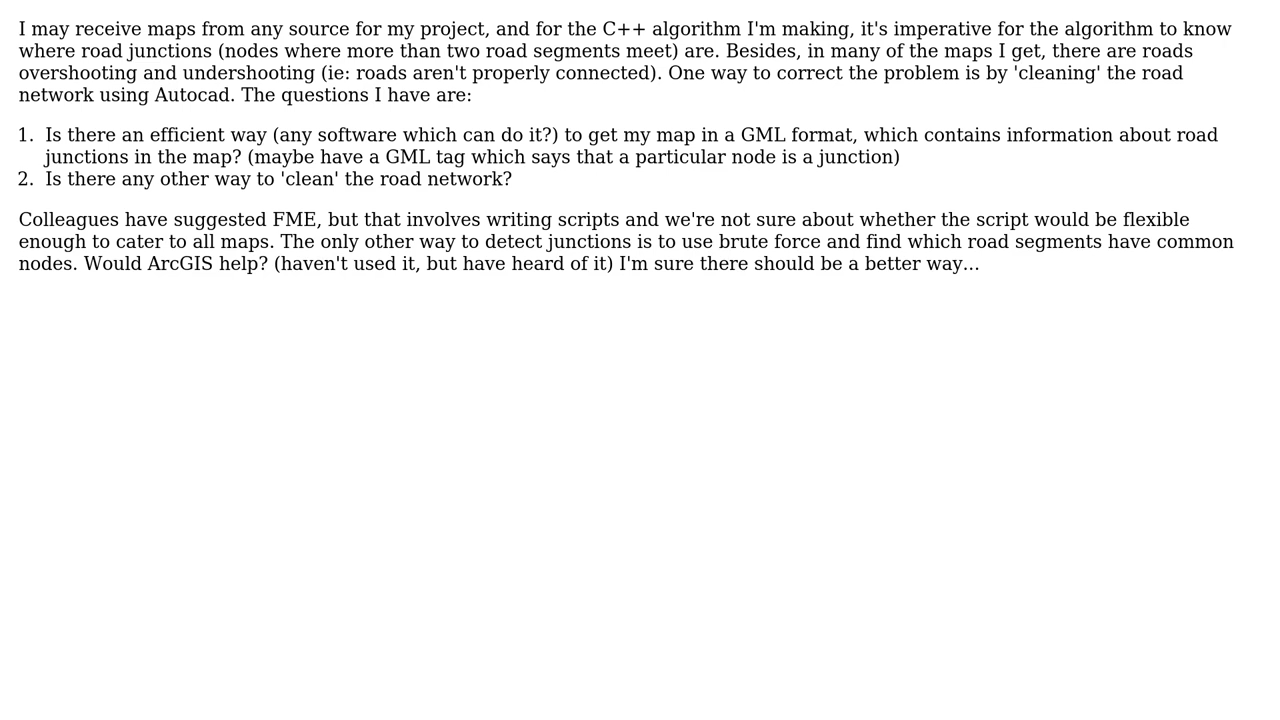 I may receive maps from any source for my project, and for the C++ algorithm I'm making, it's imperative for the algorithm to know
where road junctions (nodes where more than two road segments meet) are. Besides, in many of the maps I get, there are roads
overshooting and undershooting (ie: roads aren't properly connected). One way to correct the problem is by 'cleaning' the road
network using Autocad. The questions I have are:
1. Is there an efficient way (any software which can do it?) to get my map in a GML format, which contains information about road
junctions in the map? (maybe have a GML tag which says that a particular node is a junction)
2. Is there any other way to 'clean' the road network?
Colleagues have suggested FME, but that involves writing scripts and we're not sure about whether the script would be flexible
enough to cater to all maps. The only other way to detect junctions is to use brute force and find which road segments have common
nodes. Would ArcGIS help? (haven't used it, but have heard of it) I'm sure there should be a better way...